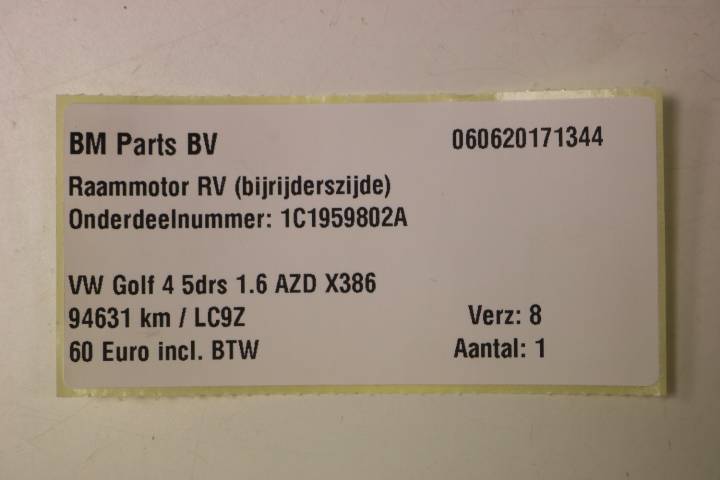 BM Parts BV 060620171344
Raammotor RV (bijrijderszijde)
Onderdeelnummer: 1C1959802A
VW Golf 4 5drs 1.6 AZD X386
94631 km / LC9Z Verz: 8
60 Euro incl. BTW Aantal: 1